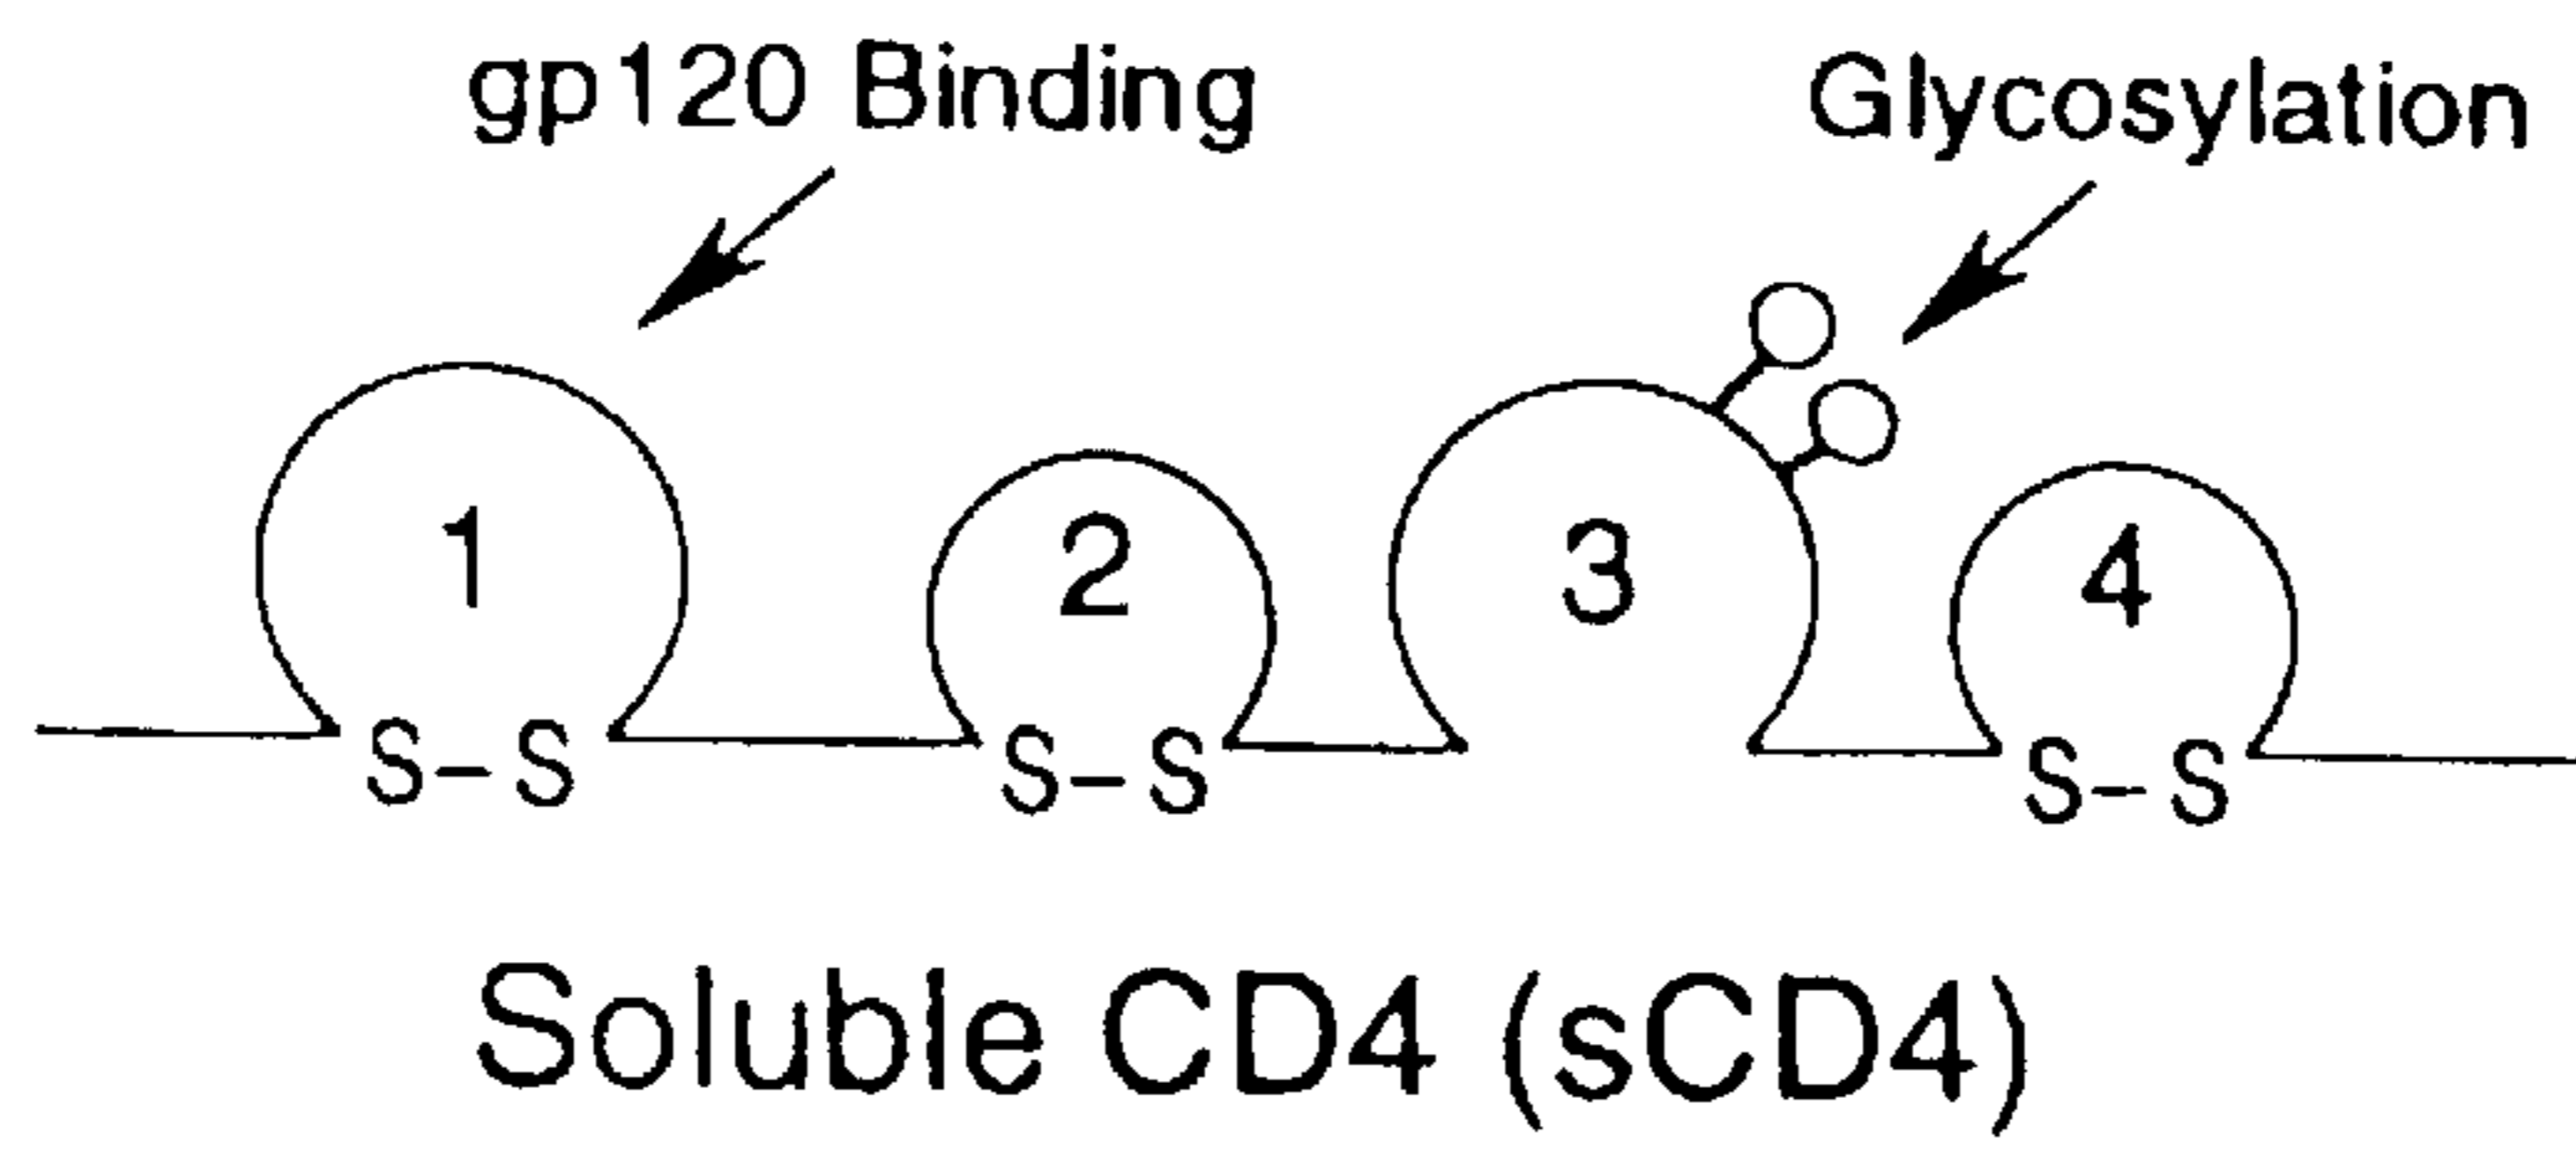 gp120 Binding Glycosylation
1 2 3 4
S–S S–S S–S
Soluble CD4 (sCD4)